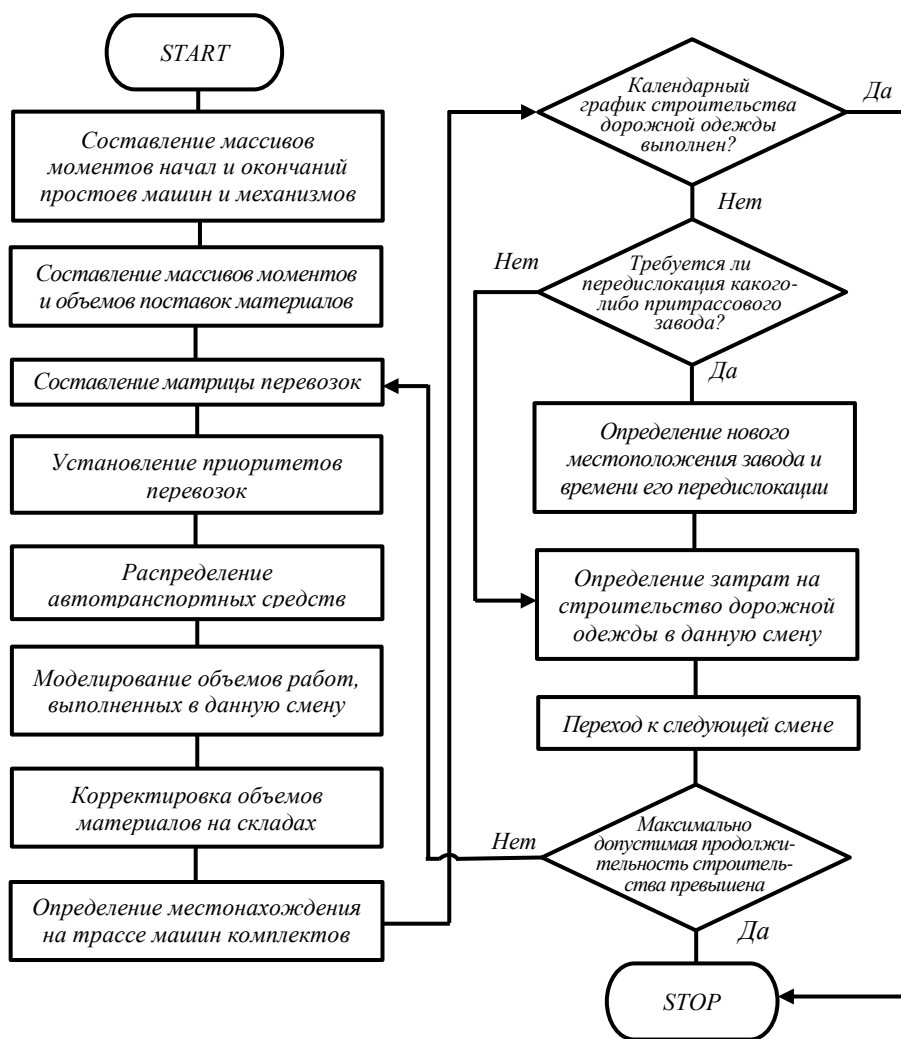 START
Составление массивов
моментов начал и окончаний
простоев машин и механизмов
Составление массивов моментов
и объемов поставок материалов
Составление матрицы перевозок
Установление приоритетов
перевозок
Распределение
автотранспортных средств
Моделирование объемов работ,
выполненных в данную смену
Корректировка объемов
материалов на складах
Определение местонахождения
на трассе машин комплектов
Календарный
график строительства
дорожной одежды
выполнен?
Да
Нет
Требуется ли
передислокация какого-
либо притрассового
завода?
Нет
Да
Определение нового
местоположения завода и
времени его передислокации
Определение затрат на
строительство дорожной
одежды в данную смену
Переход к следующей смене
Максимально
допустимая продолжи-
тельность строитель-
ства превышена
Нет
Да
STOP